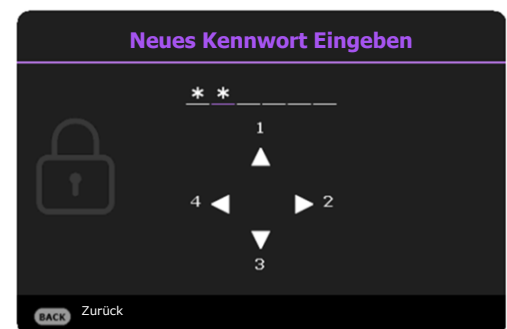 Neues Kennwort Eingeben
* * _ _ _ _
1
4 2
3
BACK Zurück